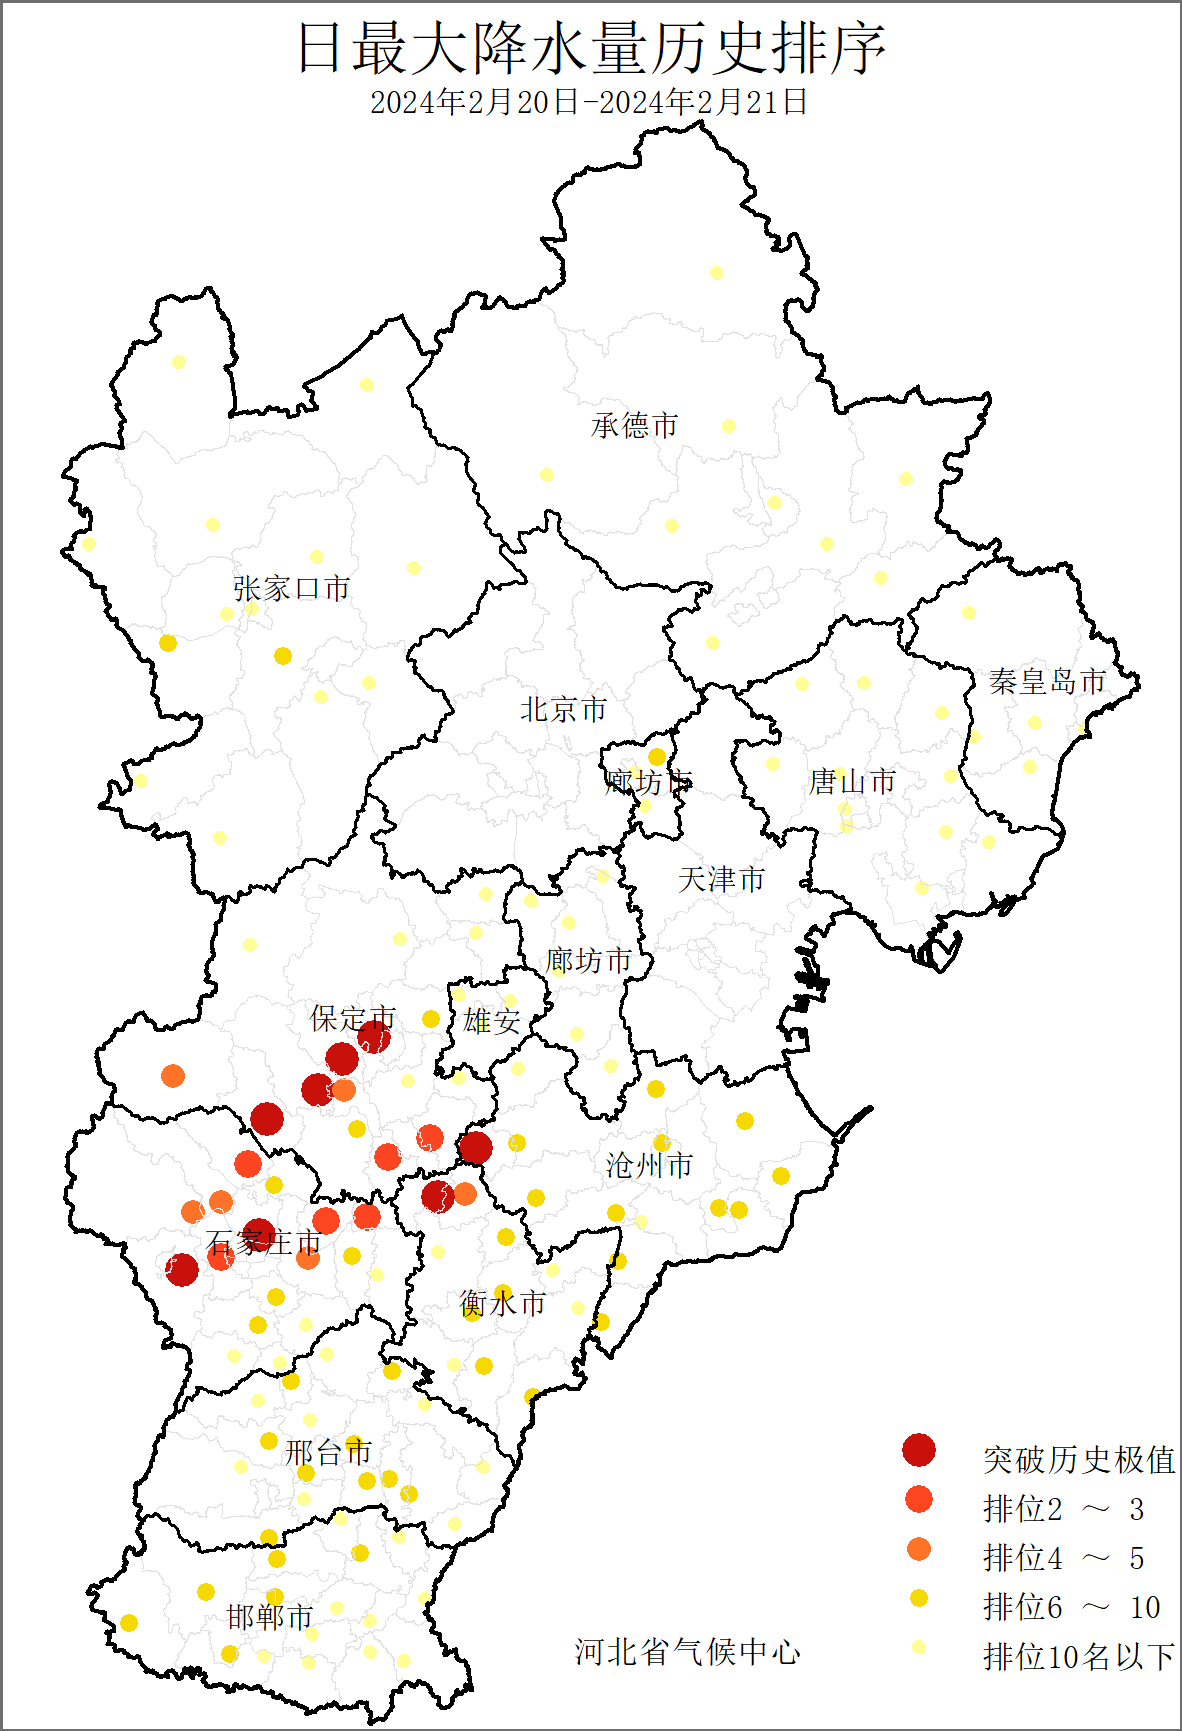 日最大降水量历史排序
2024年2月20日-2024年2月21日
承德市
张家口市
秦皇岛市
北京市
廊坊市
唐山市
天津市
廊坊市
保定市
雄安
沧州市
石家庄市
衡水市
邢台市
邯郸市
突破历史极值
排位2 ～ 3
排位4 ～ 5
排位6 ～ 10
排位10名以下
河北省气候中心